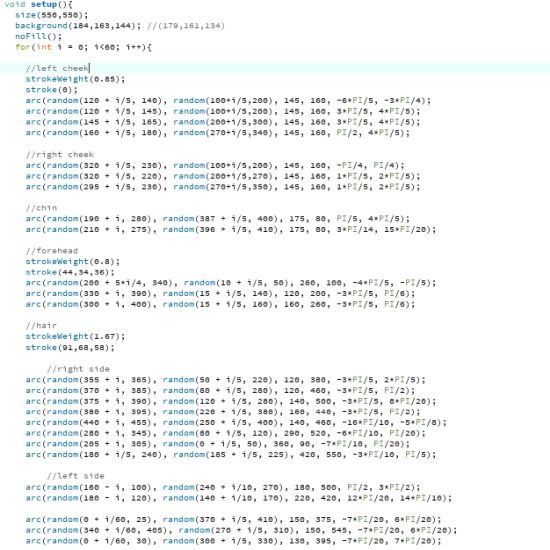 void setup(){
size(550,550);
background(184,163,144); //(179,161,134)
noFill();
for(int i = 0; i<60; i++){
//left cheek
strokeWeight(0.85);
stroke(0);
arc(random(120 + i/5, 140), random(100+i/5,200), 145, 160, -6*PI/5, -3*PI/4);
arc(random(120 + i/5, 145), random(100+i/5,200), 145, 160, 3*PI/5, 4*PI/5);
arc(random(145 + i/5, 165), random(200+i/5,300), 145, 160, 3*PI/5, 4*PI/5);
arc(random(160 + i/5, 180), random(270+i/5,340), 145, 160, PI/2, 4*PI/5);
//right cheek
arc(random(320 + i/5, 230), random(100+i/5,200), 145, 160, -PI/4, PI/4);
arc(random(320 + i/5, 220), random(200+i/5,270), 145, 160, 1*PI/5, 2*PI/5);
arc(random(295 + i/5, 230), random(270+i/5,350), 145, 160, 1*PI/5, 2*PI/5);
//chin
arc(random(190 + i, 280), random(387 + i/5, 400), 175, 80, PI/5, 4*PI/5);
arc(random(210 + i, 275), random(396 + i/5, 410), 175, 80, 3*PI/14, 15*PI/20);
//forehead
strokeWeight(0.8);
stroke(44,34,36);
arc(random(200 + 5*i/4, 340), random(10 + i/5, 50), 260, 100, -4*PI/5, -PI/5);
arc(random(330 + i, 390), random(15 + i/5, 140), 120, 200, -3*PI/5, PI/6);
arc(random(300 + i, 400), random(15 + i/5, 160), 160, 260, -3*PI/5, PI/6);
//hair
strokeWeight(1.67);
stroke(91,68,58);
//right side
arc(random(355 + i, 365), random(50 + i/5, 220), 120, 380, -3*PI/5, 2*PI/5);
arc(random(370 + i, 385), random(80 + i/5, 280), 120, 460, -3*PI/5, PI/2);
arc(random(375 + i, 390), random(120 + i/5, 280), 140, 500, -3*PI/5, 8*PI/20);
arc(random(380 + i, 395), random(220 + i/5, 380), 160, 440, -3*PI/5, PI/2);
arc(random(440 + i, 455), random(250 + i/5, 400), 140, 460, -16*PI/10, -5*PI/8);
arc(random(280 + i, 345), random(60 + i/5, 120), 290, 520, -6*PI/10, PI/20);
arc(random(205 + i, 305), random(0 + i/5, 50), 360, 90, -7*PI/10, PI/20);
arc(random(180 + i/5, 240), random(185 + i/5, 225), 420, 550, -3*PI/10, PI/5);
//left side
arc(random(160 - i, 100), random(240 + i/10, 270), 180, 500, PI/2, 3*PI/2);
arc(random(180 - i, 120), random(140 + i/10, 170), 220, 420, 12*PI/20, 14*PI/10);
arc(random(0 + i/60, 25), random(370 + i/5, 410), 150, 375, -7*PI/20, 6*PI/20);
arc(random(340 + i/60, 405), random(270 + i/5, 310), 150, 545, -7*PI/20, 6*PI/20);
arc(random(0 + i/60, 30), random(300 + i/5, 330), 130, 395, -7*PI/20, 7*PI/20);